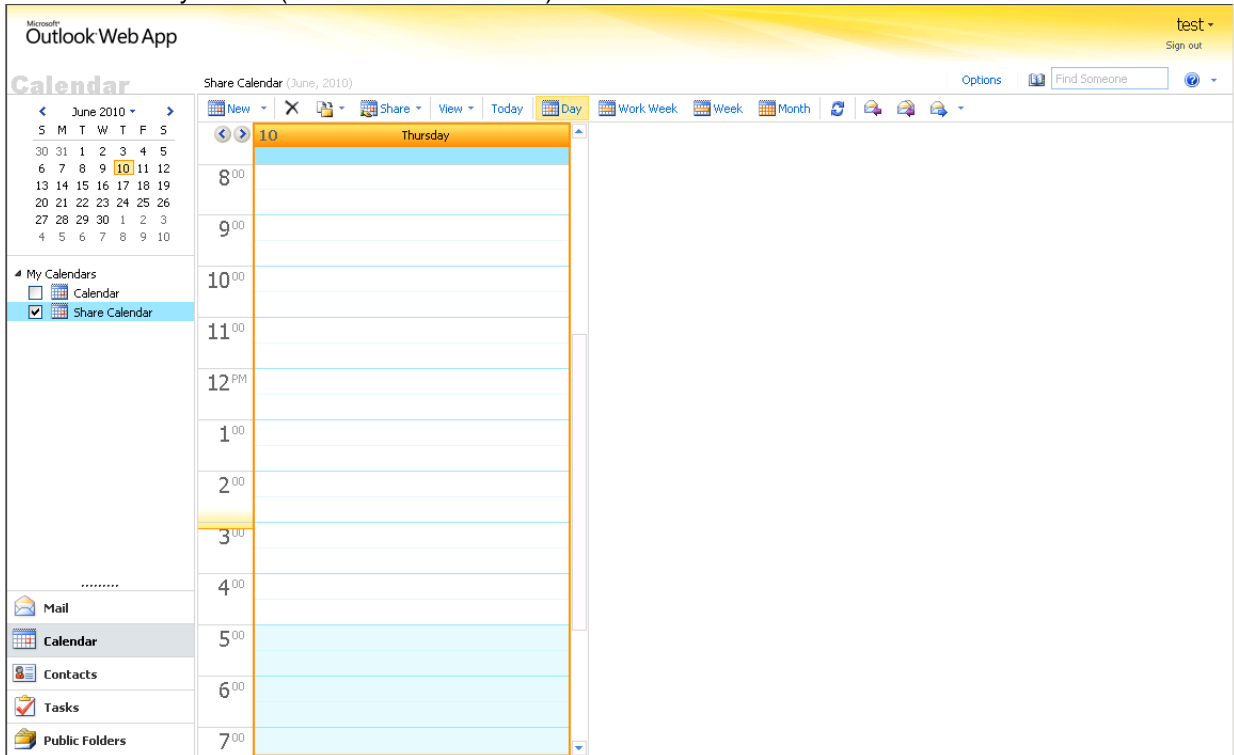 Microsoft®
Outlook Web App
test
Sign out
Calendar
Share Calendar (June, 2010)
Options
Find Someone
June 2010
S M T W T F S
30 31 1 2 3 4 5
6 7 8 9 10 11 12
13 14 15 16 17 18 19
20 21 22 23 24 25 26
27 28 29 30 1 2 3
4 5 6 7 8 9 10
My Calendars
Calendar
Share Calendar
Mail
Calendar
Contacts
Tasks
Public Folders
New Share View Today Day Work Week Week Month
10 Thursday
8 00
9 00
10 00
11 00
12 PM
1 00
2 00
3 00
4 00
5 00
6 00
7 00